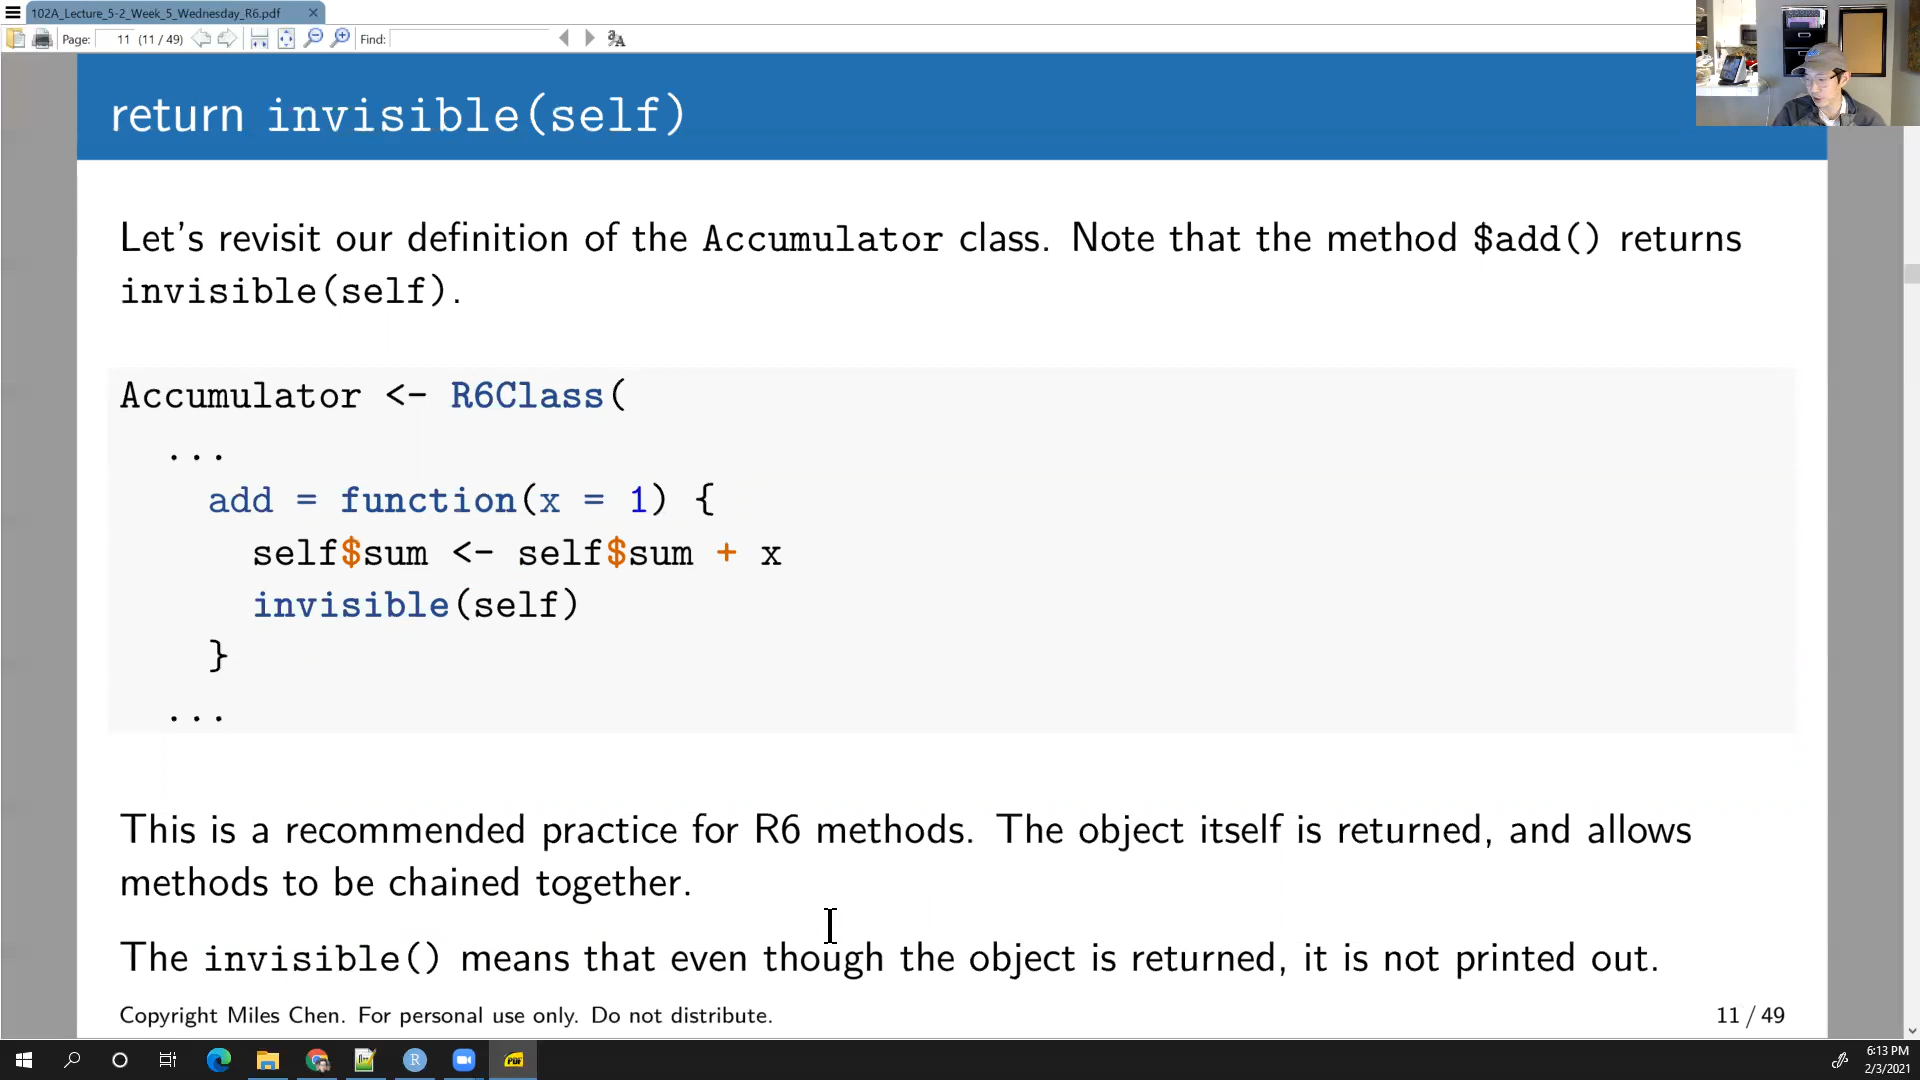 102A_Lecture_5-2_Week_5_Wednesday_R6.pdf
Page: 11 (11 / 49) Find:
return invisible(self)
Let's revisit our definition of the Accumulator class. Note that the method $add() returns
invisible(self).
Accumulator <- R6Class(
...
add = function(x = 1) {
self$sum <- self$sum + x
invisible(self)
}
...
This is a recommended practice for R6 methods. The object itself is returned, and allows
methods to be chained together.
The invisible() means that even though the object is returned, it is not printed out.
Copyright Miles Chen. For personal use only. Do not distribute. 11 / 49
R
PDF
6:13 PM
2/3/2021